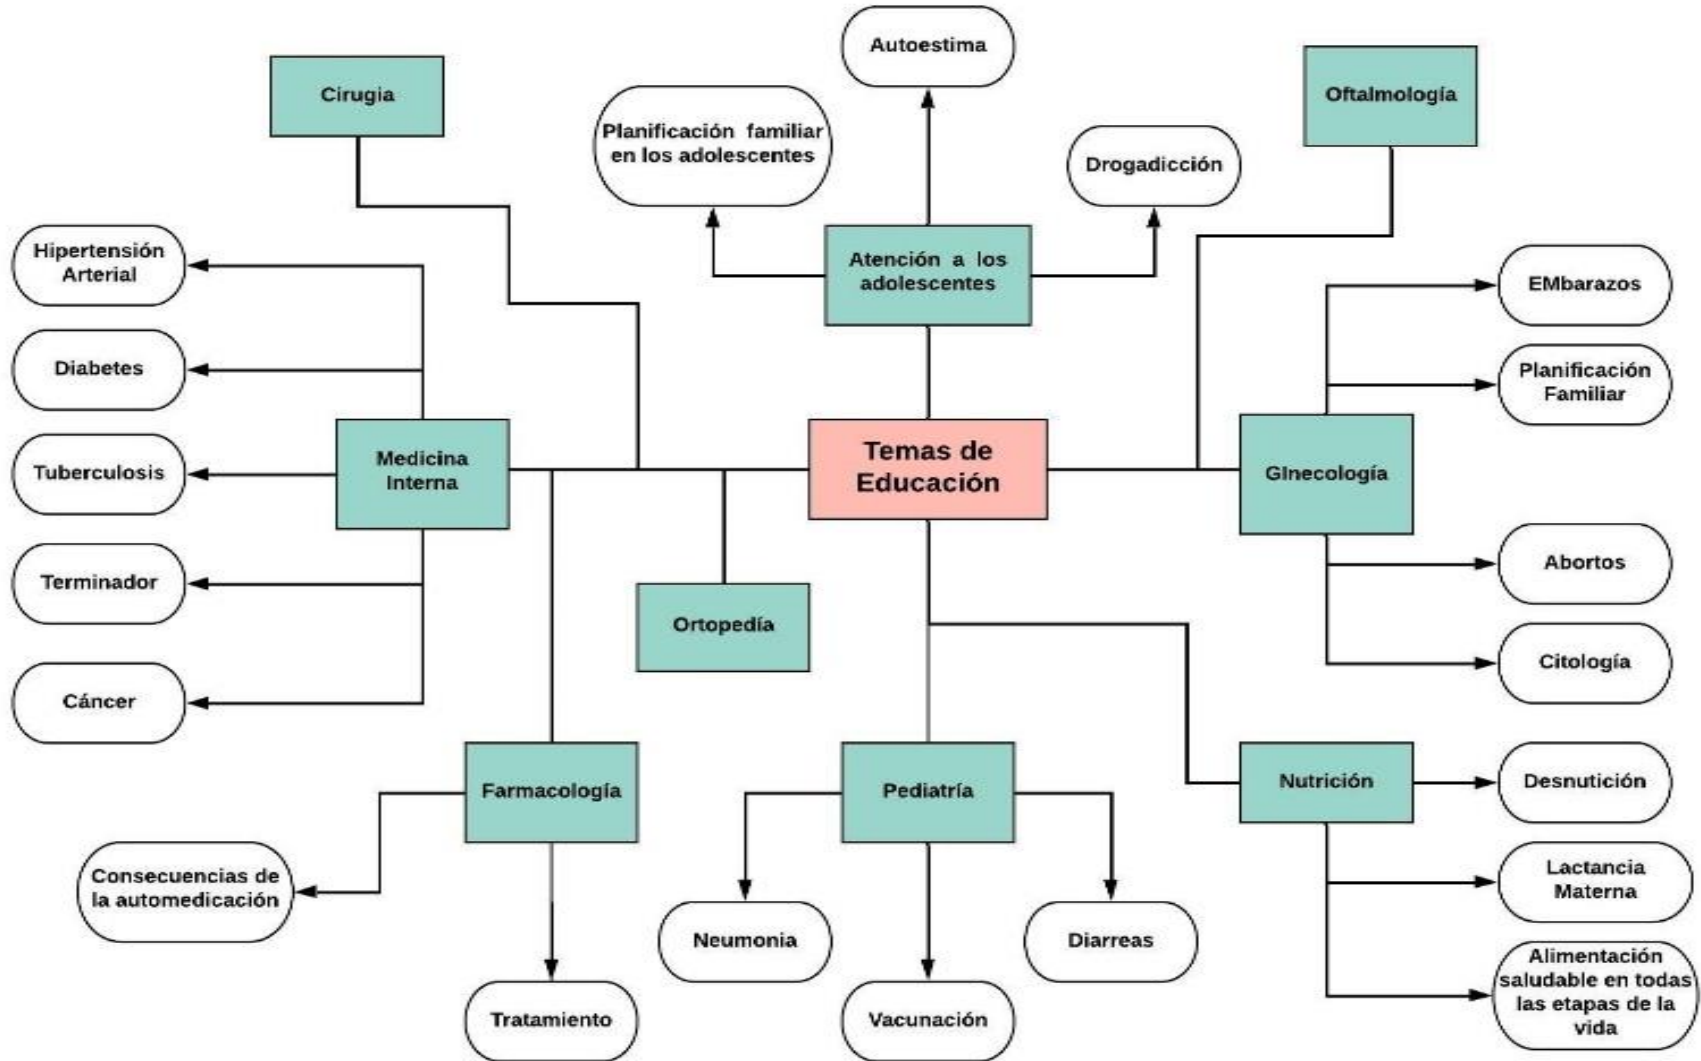 Autoestima
Cirugia
Oftalmología
Planificación familiar
en los adolescentes
Drogadicción
Hipertensión
Arterial
Atención a los
adolescentes
EMbarazos
Diabetes
Planificación
Familiar
Medicina
Interna
Temas de
Educación
GInecología
Tuberculosis
Abortos
Terminador
Ortopedía
Citología
Cáncer
Farmacología
Pediatría
Nutrición
Desnutición
Consecuencias de
la automedicación
Lactancia
Materna
Neumonia
Diarreas
Alimentación
saludable en todas
las etapas de la
vida
Tratamiento
Vacunación